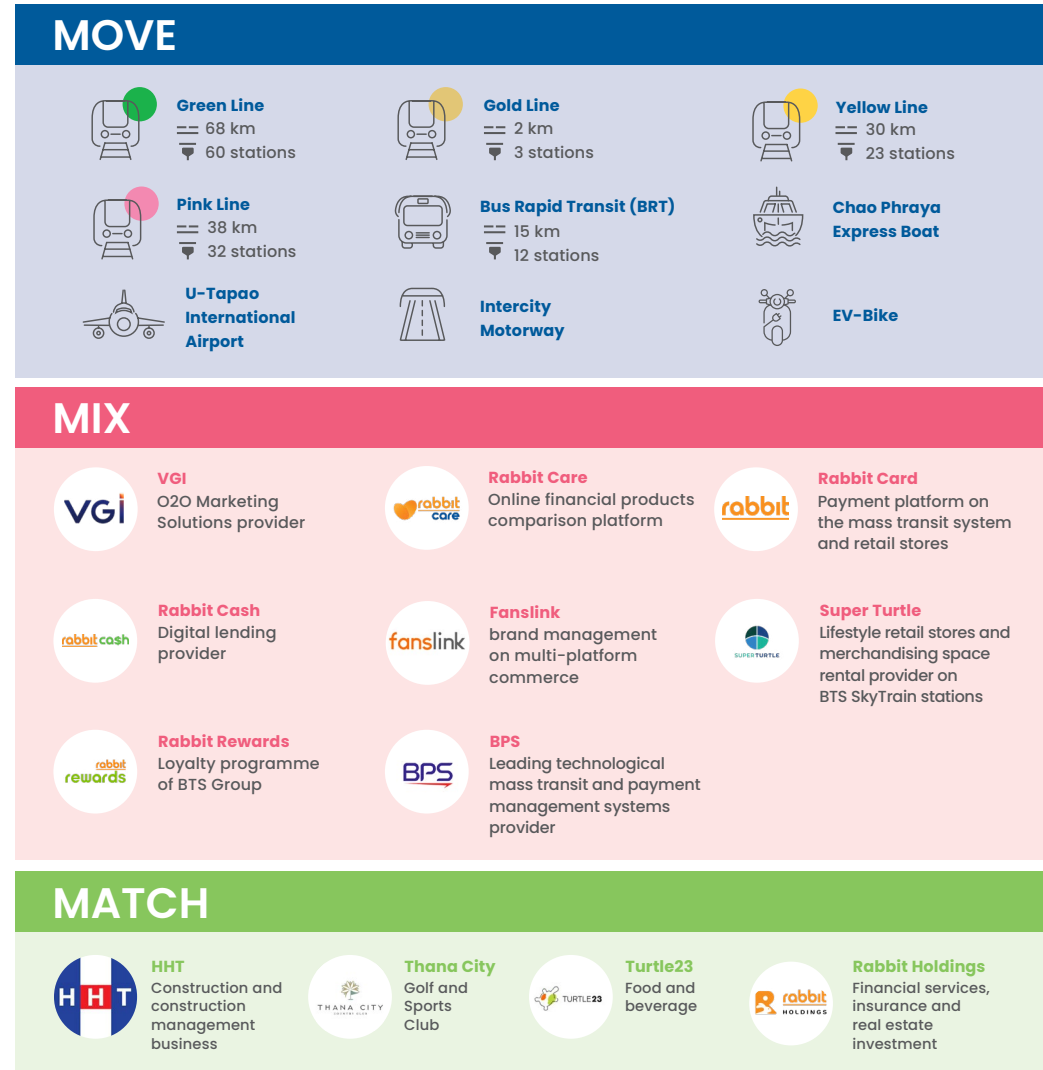 MOVE
Green Line
68 km
60 stations
Gold Line
2 km
3 stations
Yellow Line
30 km
23 stations
Pink Line
38 km
32 stations
Bus Rapid Transit (BRT)
15 km
12 stations
Chao Phraya
Express Boat
U-Tapao
International
Airport
Intercity
Motorway
EV-Bike
MIX
VGI
VGI
O2O Marketing
Solutions provider
rabbit
care
Rabbit Care
Online financial products
comparison platform
rabbit
Rabbit Card
Payment platform on
the mass transit system
and retail stores
rabbit cash
Rabbit Cash
Digital lending
provider
fanslink
Fanslink
brand management
on multi-platform
commerce
SUPERTURTLE
Super Turtle
Lifestyle retail stores and
merchandising space
rental provider on
BTS SkyTrain stations
rabbit
rewards
Rabbit Rewards
Loyalty programme
of BTS Group
BPS
BPS
Leading technological
mass transit and payment
management systems
provider
MATCH
HHT
HHT
Construction and
construction
management
business
THANA CITY
COUNTRY CLUB
Thana City
Golf and
Sports
Club
TURTLE23
Turtle23
Food and
beverage
R rabbit
HOLDINGS
Rabbit Holdings
Financial services,
insurance and
real estate
investment